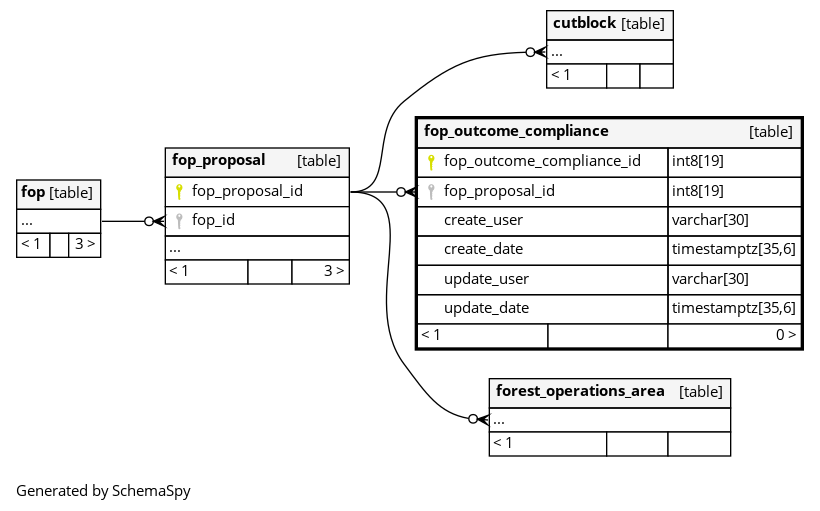 cutblock [table]
...
< 1
fop_outcome_compliance [table]
fop_outcome_compliance_id int8[19]
fop_proposal_id int8[19]
create_user varchar[30]
create_date timestamptz[35,6]
update_user varchar[30]
update_date timestamptz[35,6]
< 1 0 >
fop_proposal [table]
fop_proposal_id
fop_id
...
< 1 3 >
fop [table]
...
< 1 3 >
forest_operations_area [table]
...
< 1
Generated by SchemaSpy